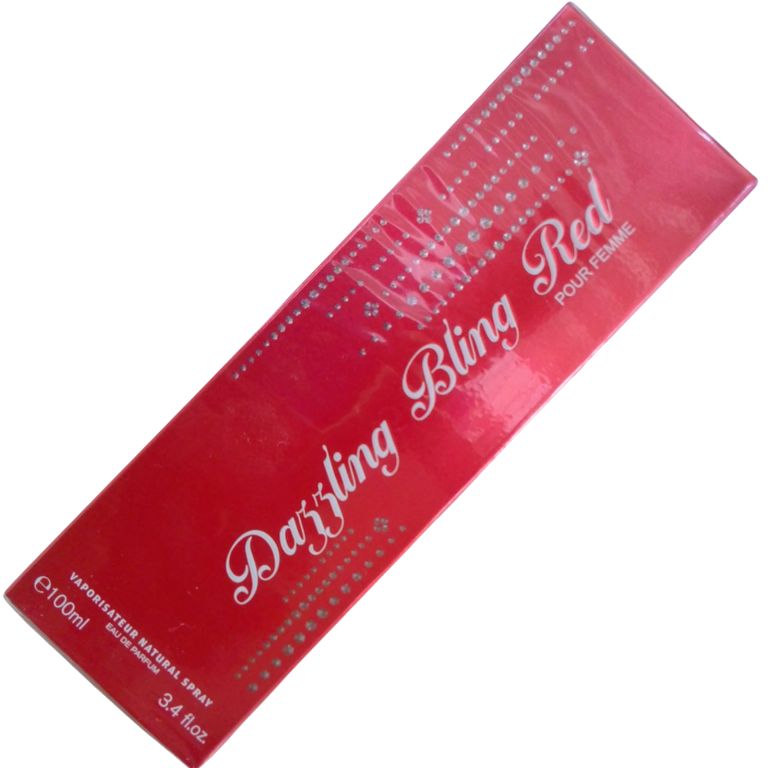 Dazzling Bling Red
POUR FEMME
VAPORISATEUR NATURAL SPRAY
EAU DE PARFUM
℮100ml
3.4 fl.oz.